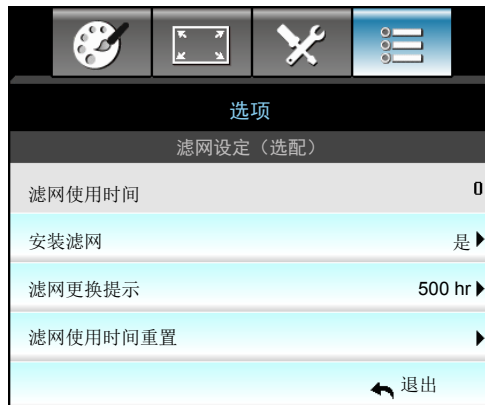 选项
滤网设定（选配）
滤网使用时间 0
安装滤网 是
滤网更换提示 500 hr
滤网使用时间重置
退出